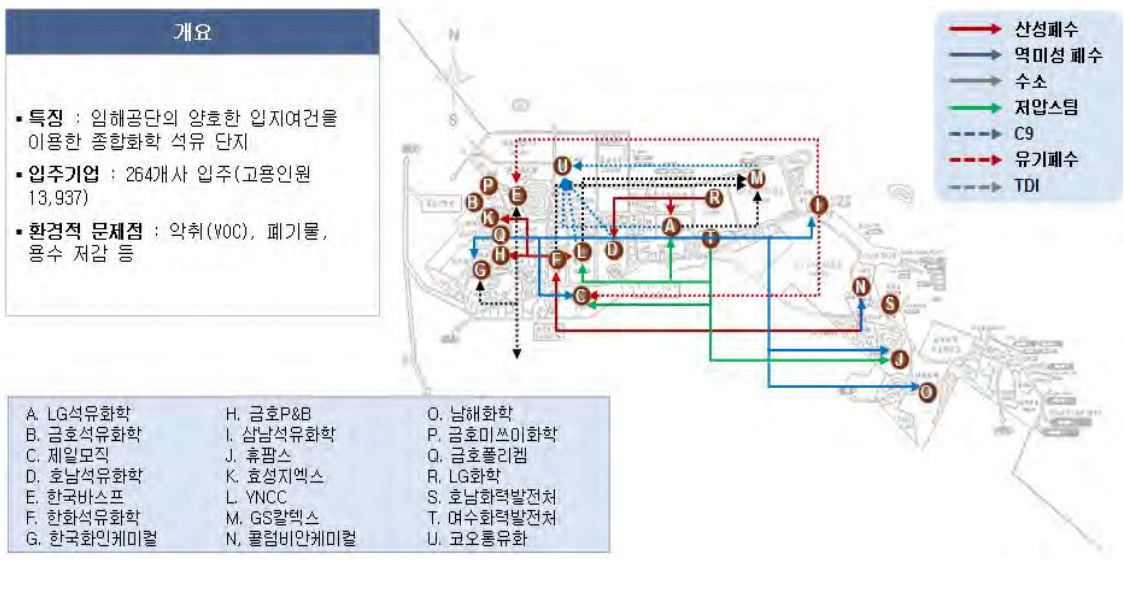 개요
▪ 특징 : 임해공단의 양호한 입지여건을
이용한 종합화학 석유 단지
▪ 입주기업 : 264개사 입주(고용인원
13,937)
▪ 환경적 문제점 : 악취(VOC), 폐기물,
용수 저감 등
N
S
산성폐수
역미성 폐수
수소
저압스팀
C9
유기폐수
TDI
U
M
P
E
B
R
I
K
A
Q
T
H
F
L
D
G
N
C
S
J
O
A. LG석유화학
B. 금호석유화학
C. 제일모직
D. 호남석유화학
E. 한국바스프
F. 한화석유화학
G. 한국화인케미컬
H. 금호P&B
I. 삼남석유화학
J. 휴팜스
K. 효성지엑스
L. YNCC
M. GS칼텍스
N, 콜럼비안케미컬
O. 남해화학
P. 금호미쓰이화학
Q. 금호폴리켐
R. LG화학
S. 호남화력발전처
T. 여수화력발전처
U. 코오롱유화